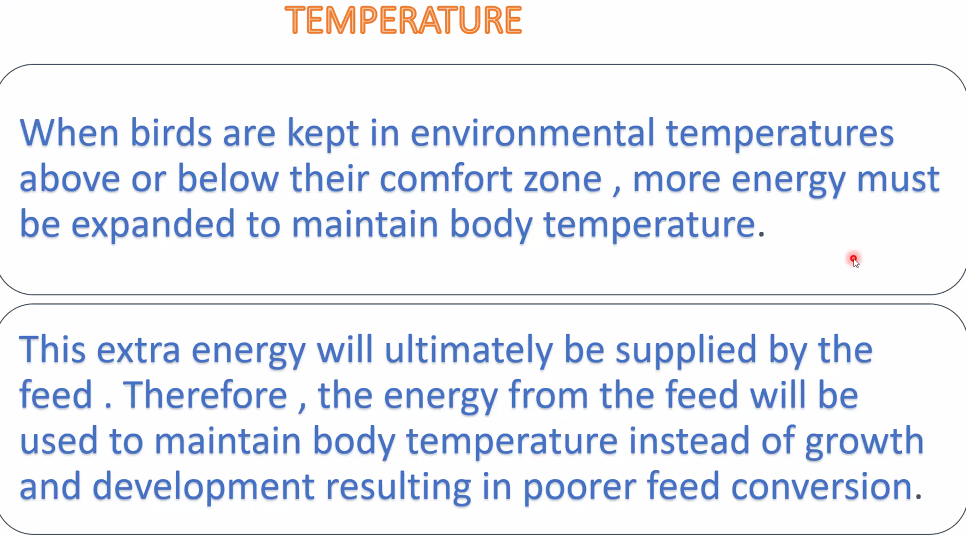 TEMPERATURE
When birds are kept in environmental temperatures
above or below their comfort zone , more energy must
be expanded to maintain body temperature.
This extra energy will ultimately be supplied by the
feed . Therefore , the energy from the feed will be
used to maintain body temperature instead of growth
and development resulting in poorer feed conversion.